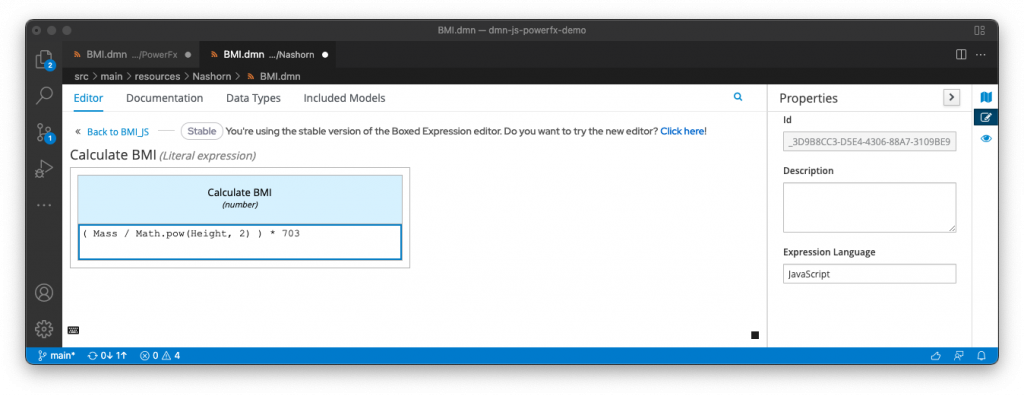 BMI.dmn — dmn-js-powerfx-demo
BMI.dmn .../PowerFx
BMI.dmn .../Nashorn
src > main > resources > Nashorn > BMI.dmn
2
1
Editor Documentation Data Types Included Models
« Back to BMI_JS Stable You're using the stable version of the Boxed Expression editor. Do you want to try the new editor? Click here!
Calculate BMI (Literal expression)
Calculate BMI
(number)
( Mass / Math.pow(Height, 2) ) * 703
Properties
Id
_3D9B8CC3-D5E4-4306-88A7-3109BE9
Description
Expression Language
JavaScript
main* 0↓ 1↑ 0 4